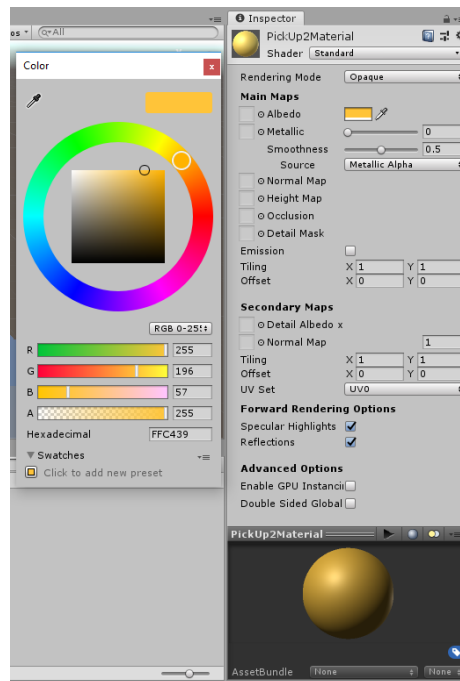 os
All
Color
x
RGB 0-255
R 255
G 196
B 57
A 255
Hexadecimal FFC439
Swatches
Click to add new preset
Inspector
PickUp2Material
Shader Standard
Rendering Mode Opaque
Main Maps
Albedo
Metallic 0
Smoothness 0.5
Source Metallic Alpha
Normal Map
Height Map
Occlusion
Detail Mask
Emission
Tiling X 1 Y 1
Offset X 0 Y 0
Secondary Maps
Detail Albedo x
Normal Map 1
Tiling X 1 Y 1
Offset X 0 Y 0
UV Set UV0
Forward Rendering Options
Specular Highlights
Reflections
Advanced Options
Enable GPU Instancin
Double Sided Global
PickUp2Material
AssetBundle None None